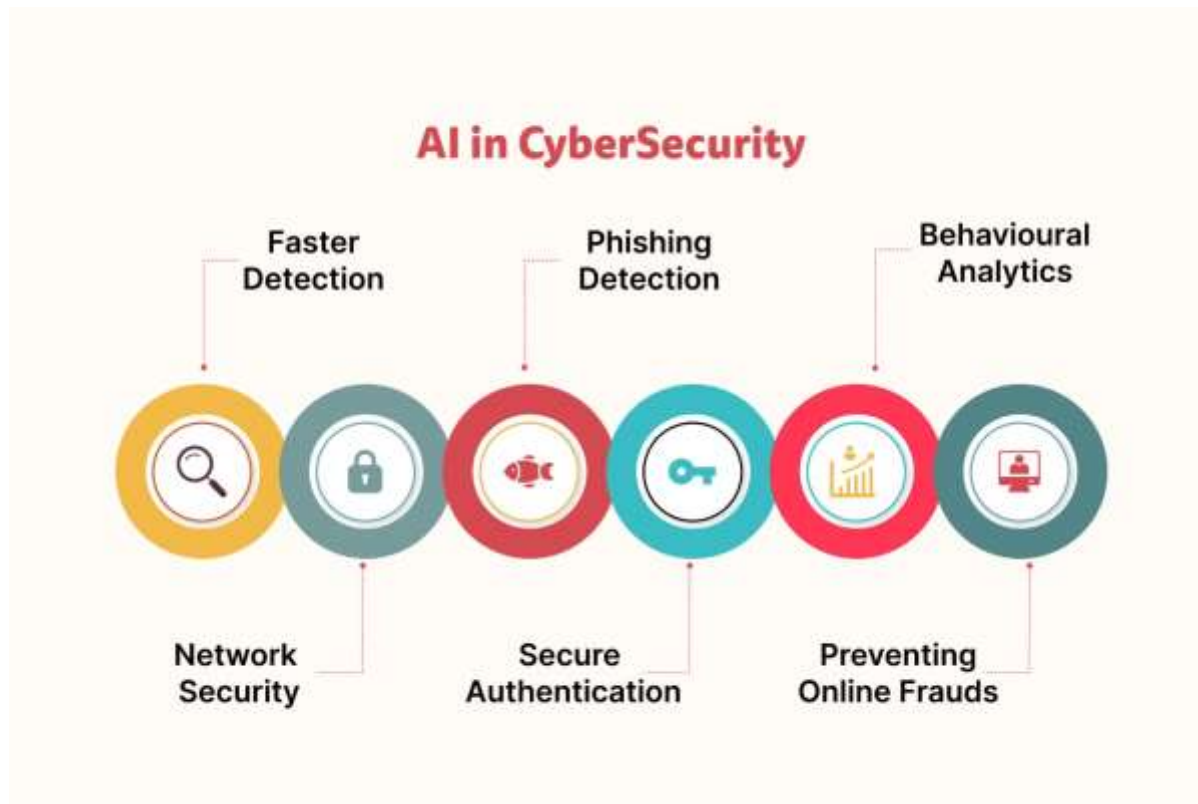 AI in CyberSecurity
Faster
Detection
Phishing
Detection
Behavioural
Analytics
Network
Security
Secure
Authentication
Preventing
Online Frauds